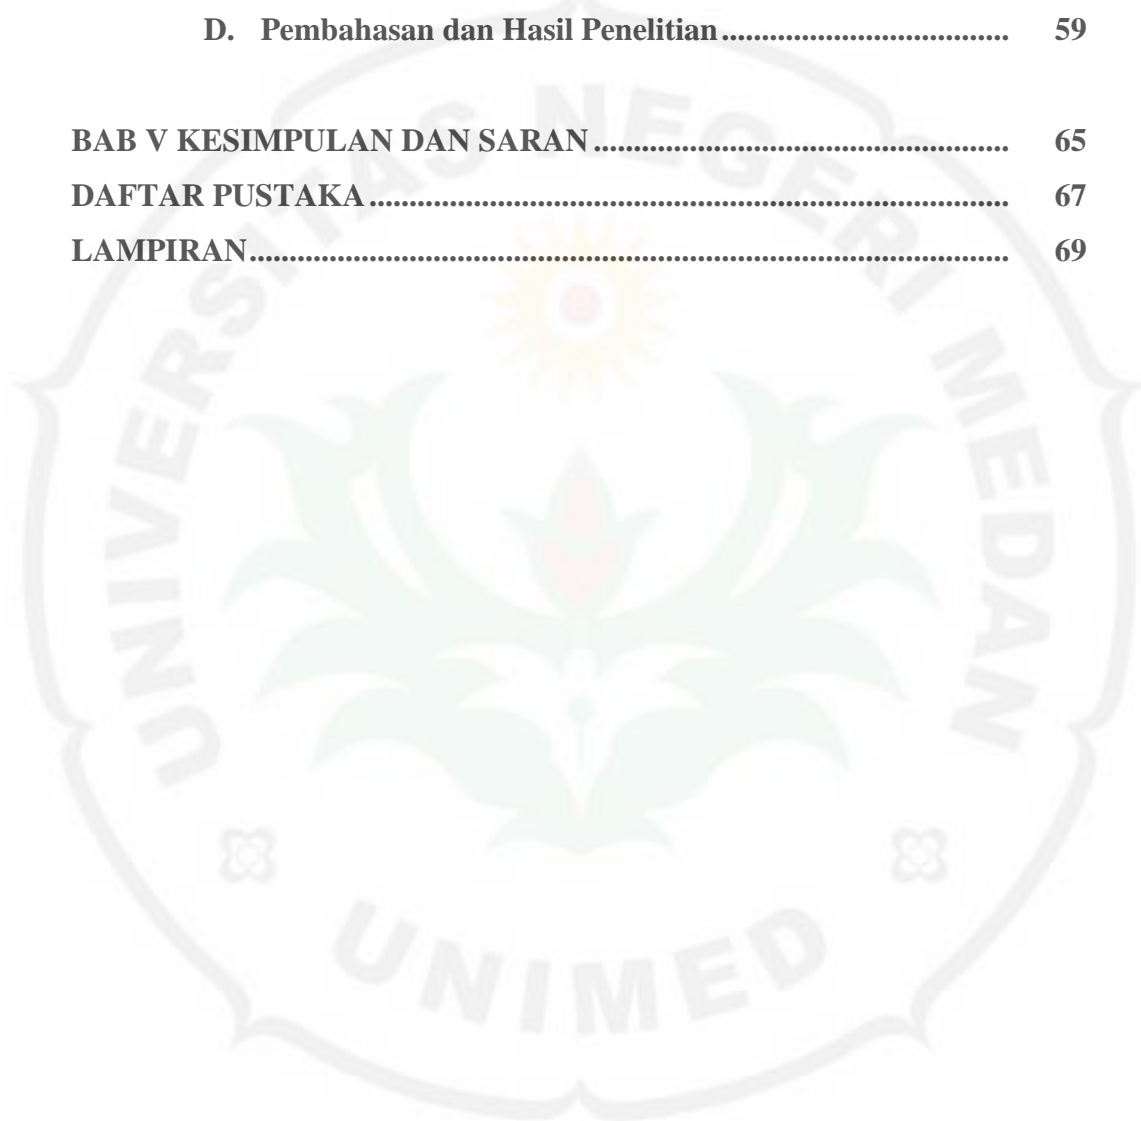 D. Pembahasan dan Hasil Penelitian.................................... 59
BAB V KESIMPULAN DAN SARAN.................................................... 65
DAFTAR PUSTAKA................................................................................ 67
LAMPIRAN............................................................................................... 69
UNIVERSITAS NEGERI MEDAN
UNIMED